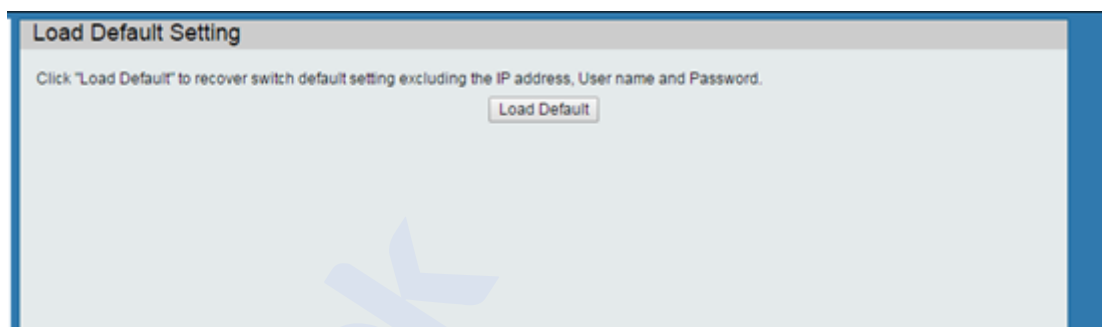 Load Default Setting
Click "Load Default" to recover switch default setting excluding the IP address, User name and Password.
Load Default